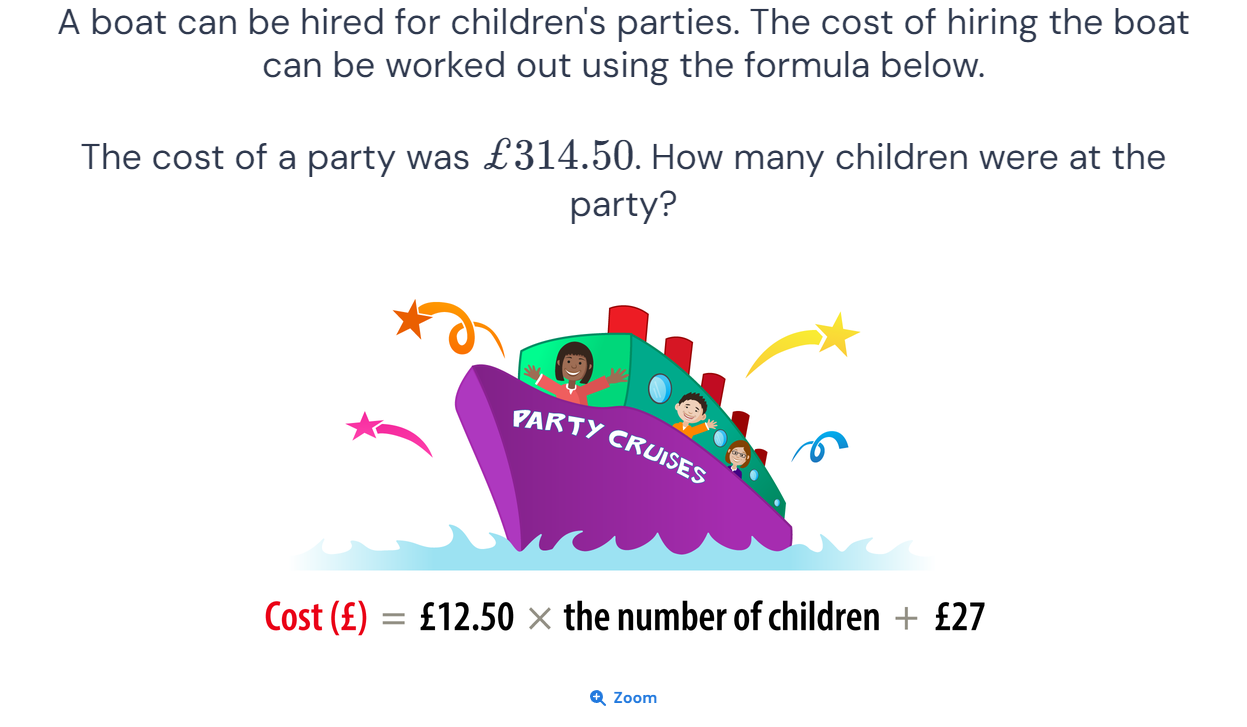 A boat can be hired for children's parties. The cost of hiring the boat
can be worked out using the formula below.
The cost of a party was £314.50. How many children were at the
party?
PARTY CRUISES
Cost (£) = £12.50 × the number of children + £27
Zoom